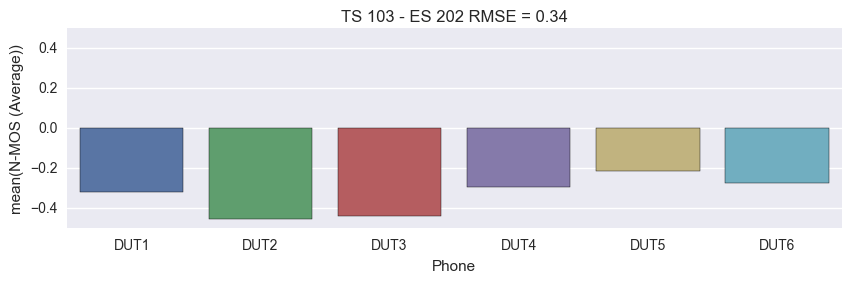 TS 103 - ES 202 RMSE = 0.34
mean(N-MOS (Average))
0.4
0.2
0.0
−0.2
−0.4
DUT1 DUT2 DUT3 DUT4 DUT5 DUT6
Phone